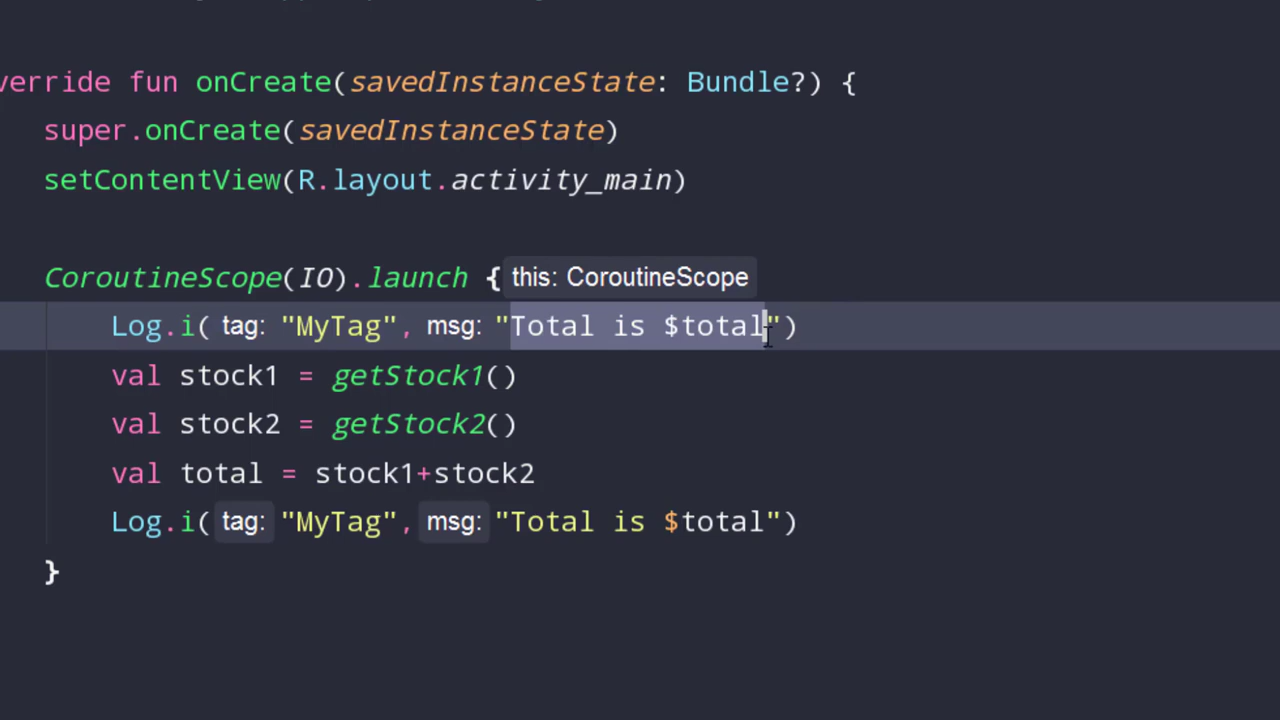 verride fun onCreate(savedInstanceState: Bundle?) {
super.onCreate(savedInstanceState)
setContentView(R.layout.activity_main)
CoroutineScope(IO).launch { this: CoroutineScope
Log.i( tag: "MyTag", msg: "Total is $total")
val stock1 = getStock1()
val stock2 = getStock2()
val total = stock1+stock2
Log.i( tag: "MyTag", msg: "Total is $total")
}